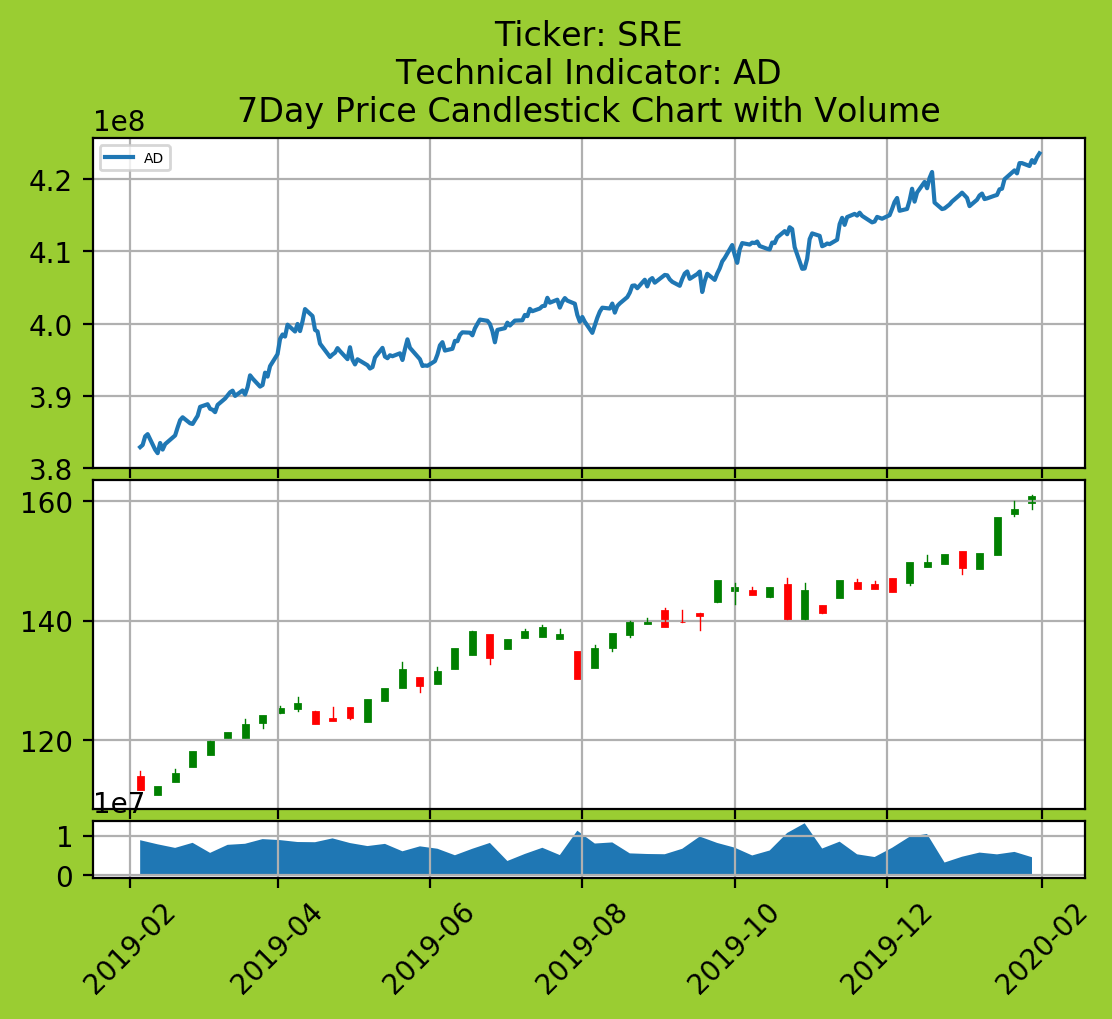 Ticker: SRE
Technical Indicator: AD
7Day Price Candlestick Chart with Volume
1e8
AD
4.2
4.1
4.0
3.9
3.8
160
140
120
1e7
1
0
2019-02
2019-04
2019-06
2019-08
2019-10
2019-12
2020-02